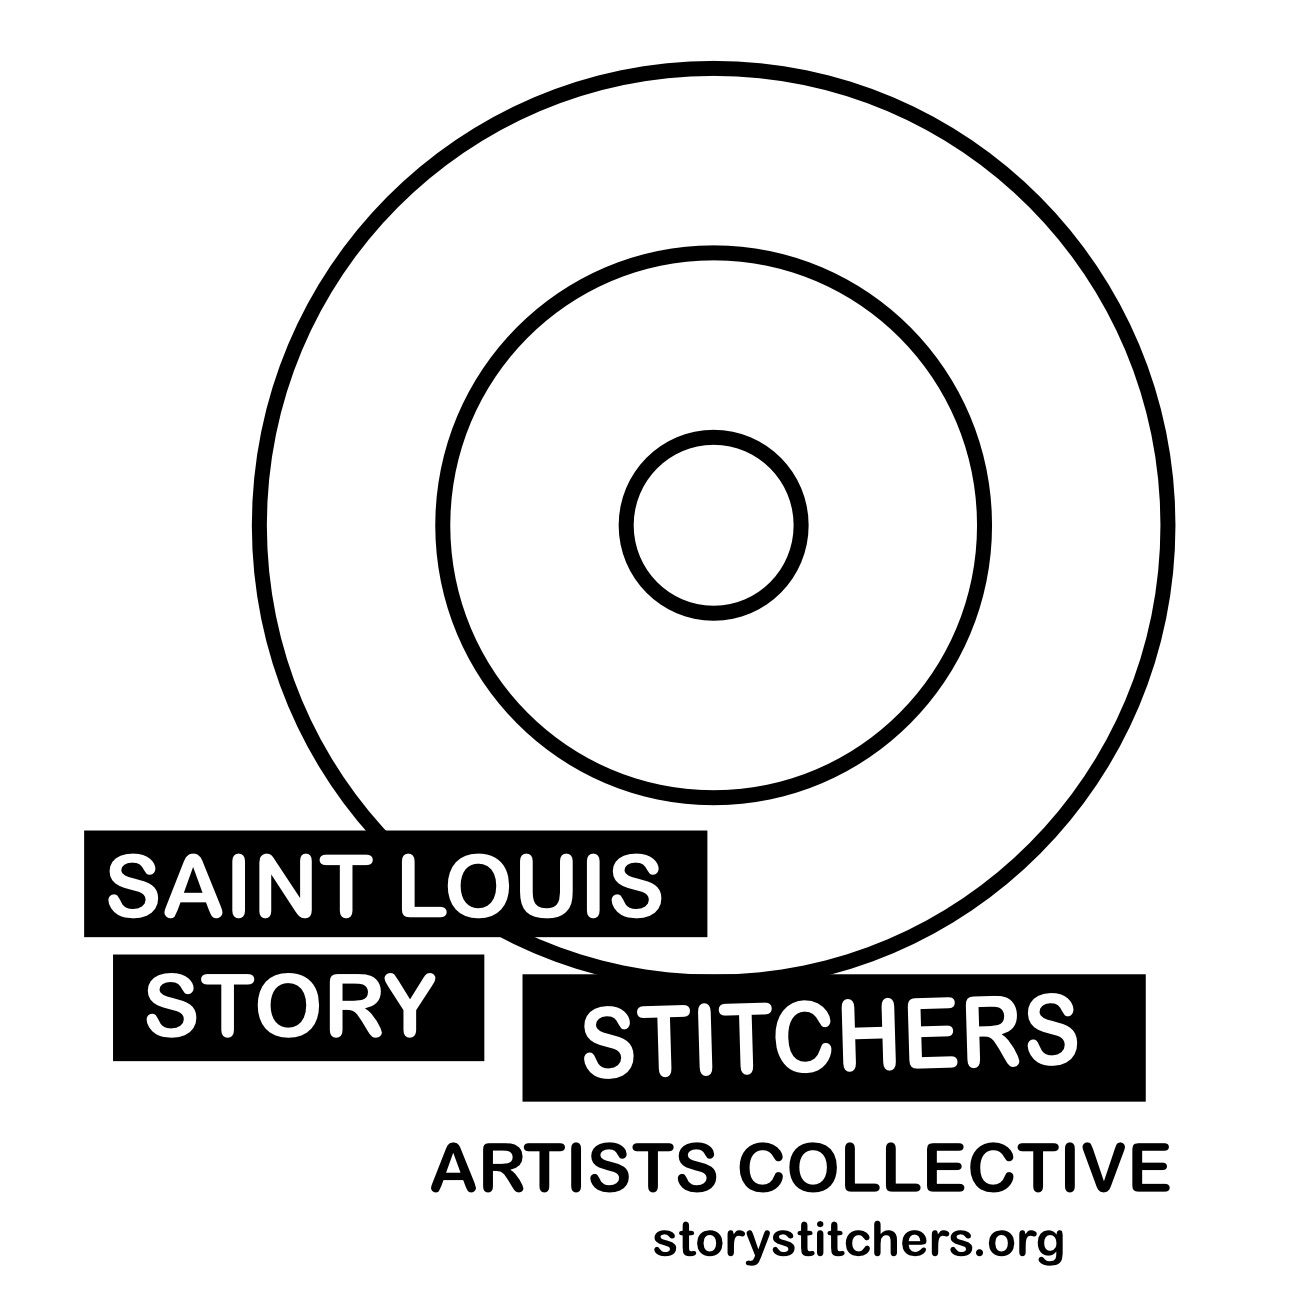 SAINT LOUIS
STORY
STITCHERS
ARTISTS COLLECTIVE
storystitchers.org